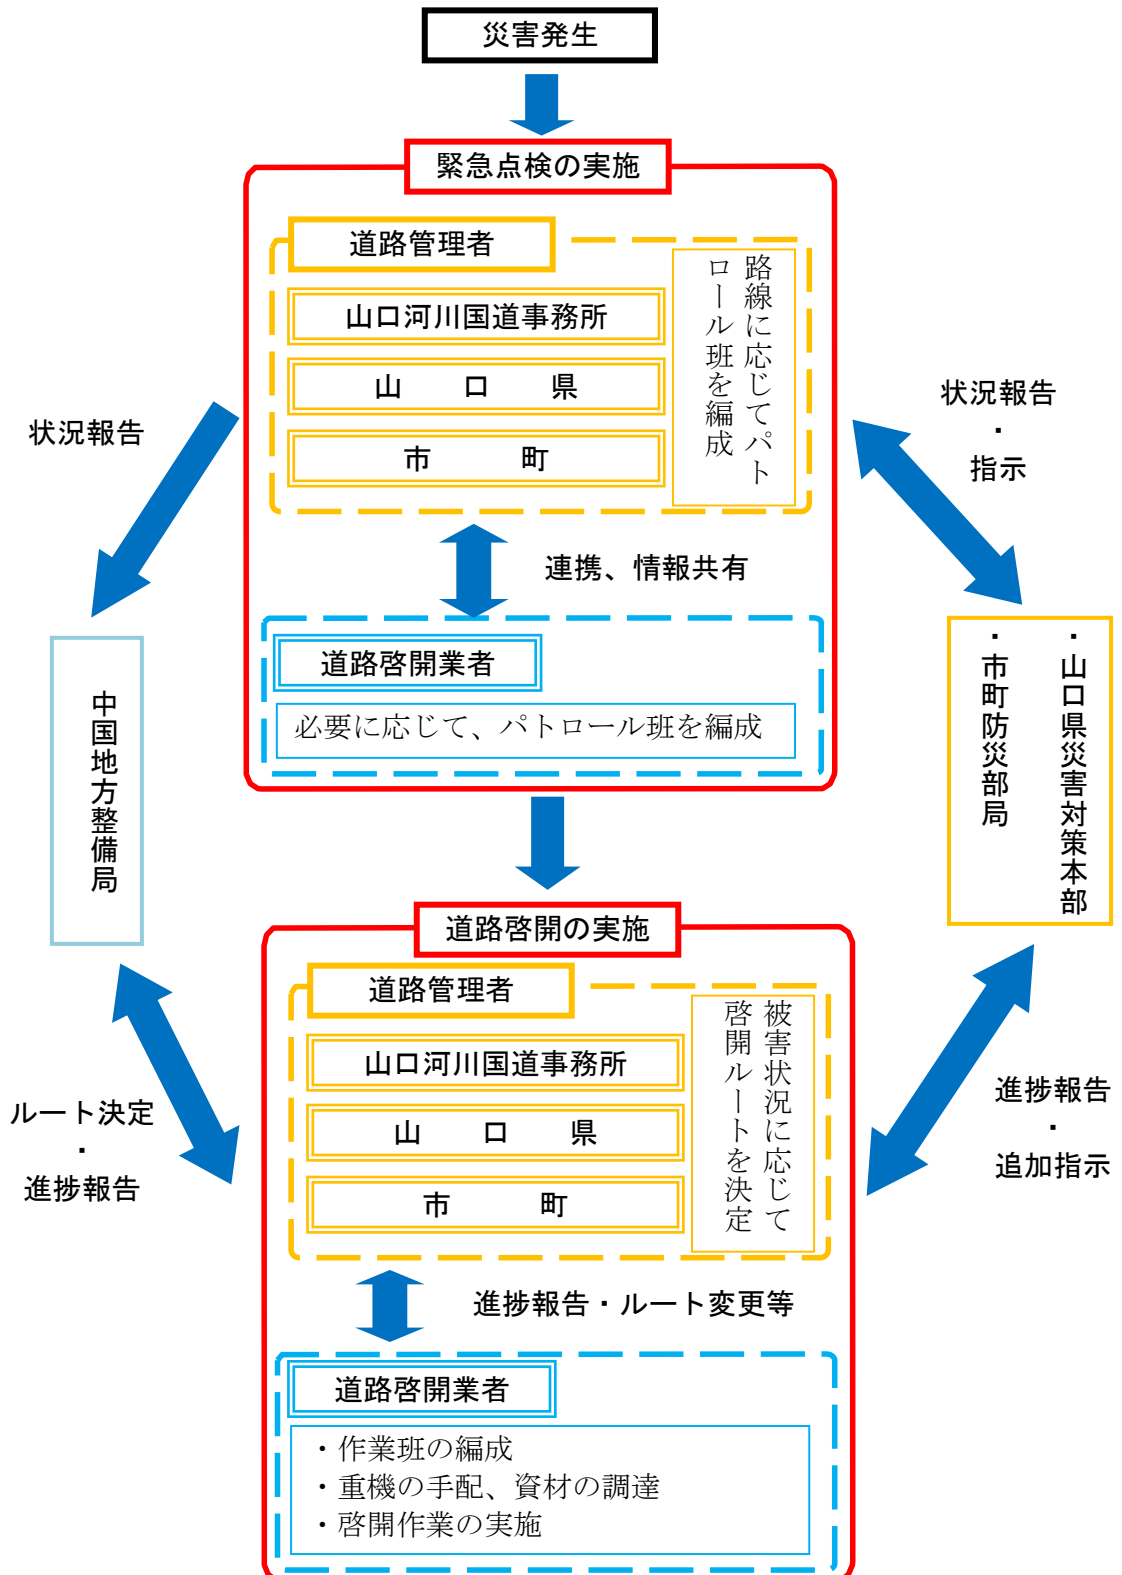 災害発生
緊急点検の実施
道路管理者
山口河川国道事務所
山　口　県
市　　町
路線に応じてパト
ロール班を編成
状況報告
状況報告
・
指示
連携、情報共有
道路啓開業者
必要に応じて、パトロール班を編成
中国地方整備局
・山口県災害対策本部
・市町防災部局
道路啓開の実施
道路管理者
山口河川国道事務所
山　口　県
市　　町
被害状況に応じて
啓開ルートを決定
ルート決定
・
進捗報告
進捗報告
・
追加指示
進捗報告・ルート変更等
道路啓開業者
・作業班の編成
・重機の手配、資材の調達
・啓開作業の実施